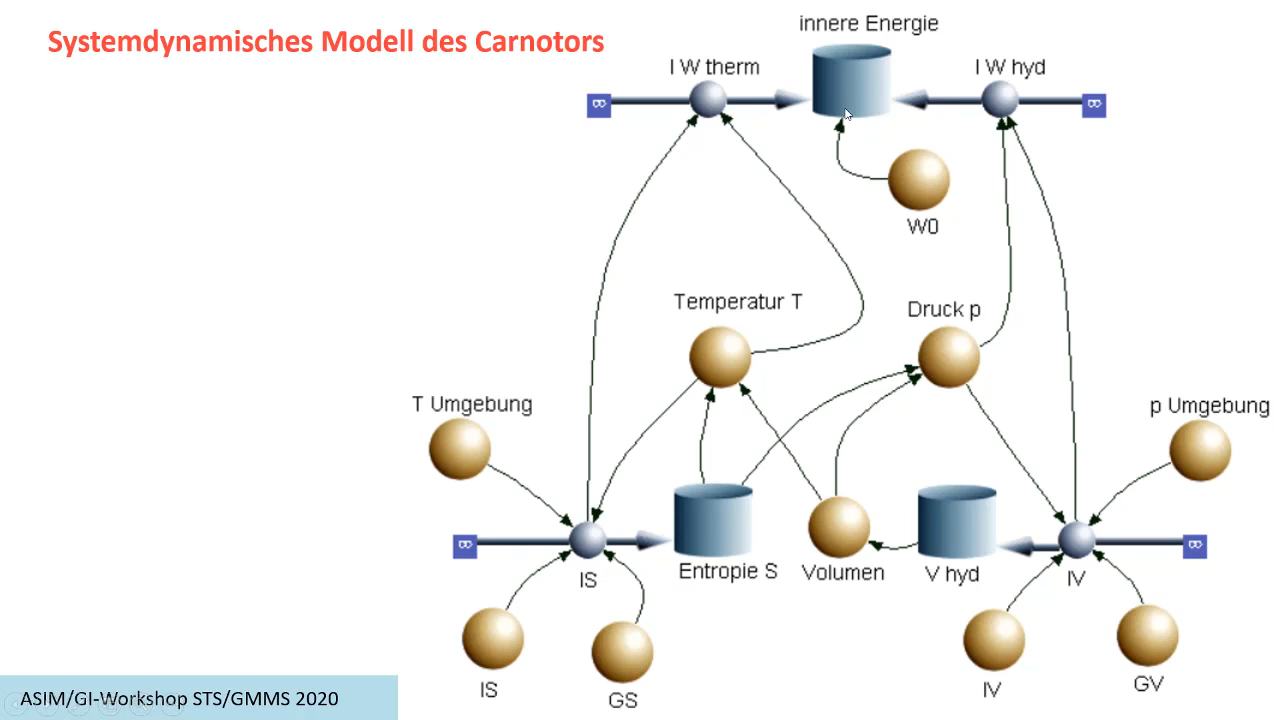 Systemdynamisches Modell des Carnotors
innere Energie
I W therm
I W hyd
W0
Temperatur T
Druck p
T Umgebung
p Umgebung
IS
Entropie S
Volumen
V hyd
IV
IS
GS
IV
GV
ASIM/GI-Workshop STS/GMMS 2020